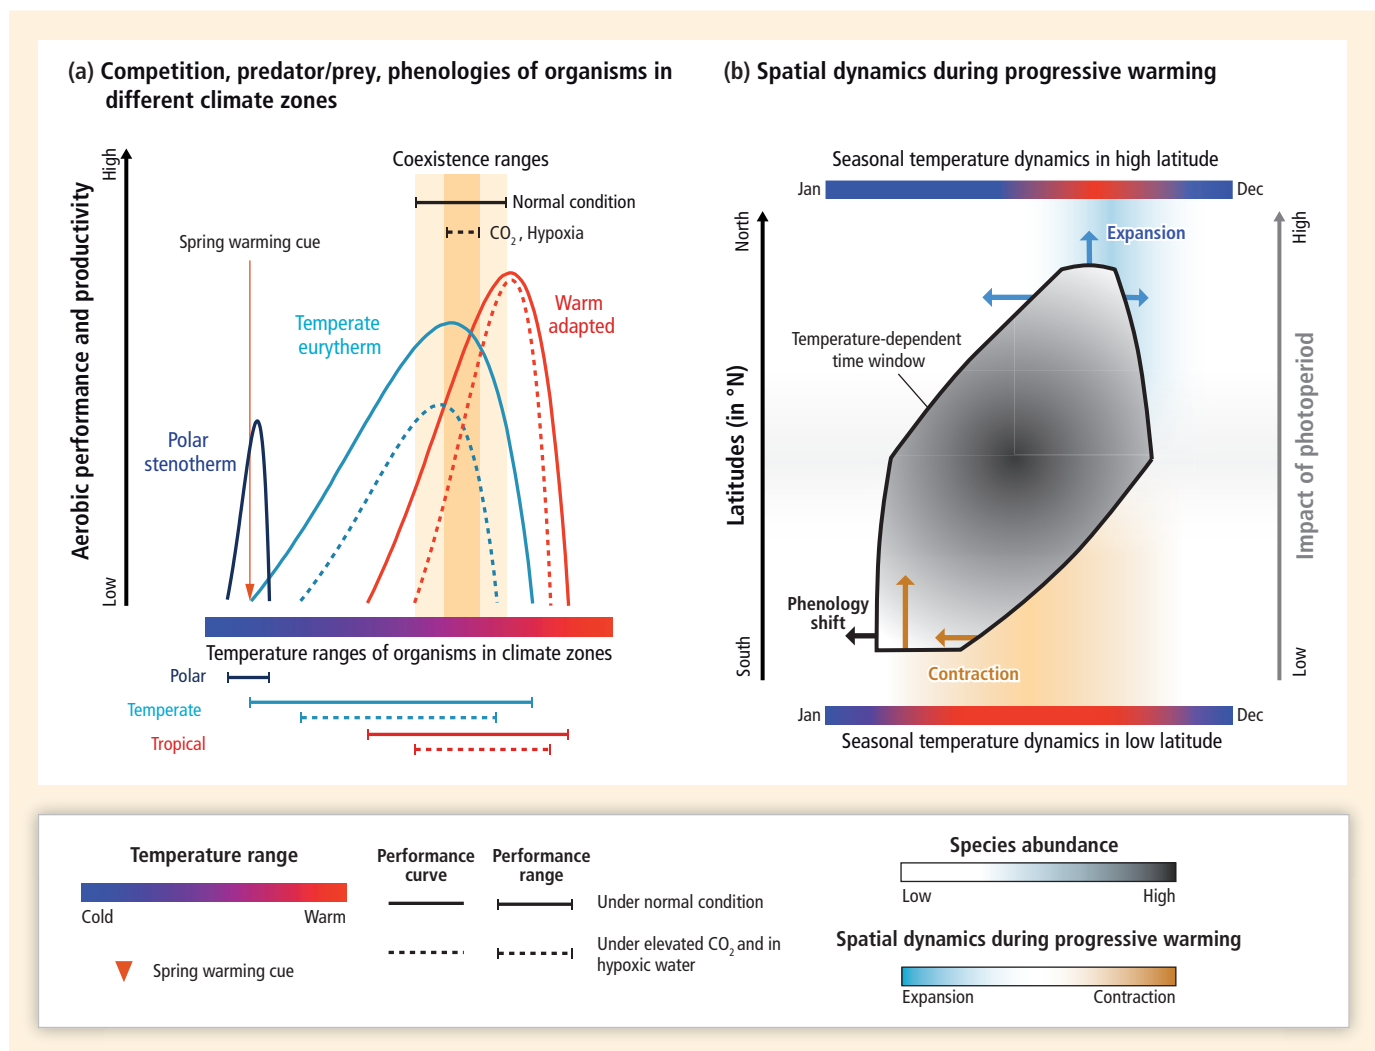 (a) Competition, predator/prey, phenologies of organisms in
different climate zones
High
Aerobic performance and productivity
Low
Coexistence ranges
Normal condition
CO2 , Hypoxia
Spring warming cue
Temperate
eurytherm
Warm
adapted
Polar
stenotherm
Temperature ranges of organisms in climate zones
Polar
Temperate
Tropical
(b) Spatial dynamics during progressive warming
Seasonal temperature dynamics in high latitude
Jan
Dec
North
Latitudes (in °N)
South
High
Impact of photoperiod
Low
Expansion
Temperature-dependent
time window
Phenology
shift
Contraction
Jan
Dec
Seasonal temperature dynamics in low latitude
Temperature range
Cold
Warm
Spring warming cue
Performance
curve
Performance
range
Under normal condition
Under elevated CO2 and in
hypoxic water
Species abundance
Low
High
Spatial dynamics during progressive warming
Expansion
Contraction